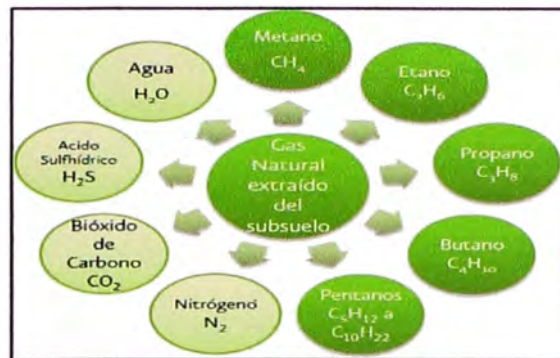 Metano
CH₄
Etano
C₂H₆
Propano
C₃H₈
Butano
C₄H₁₀
Pentanos
C₅H₁₂ a
C₁₀H₂₂
Nitrógeno
N₂
Bióxido
de
Carbono
CO₂
Acido
Sulfhídrico
H₂S
Agua
H₂O
Gas
Natural
extraído
del
subsuelo